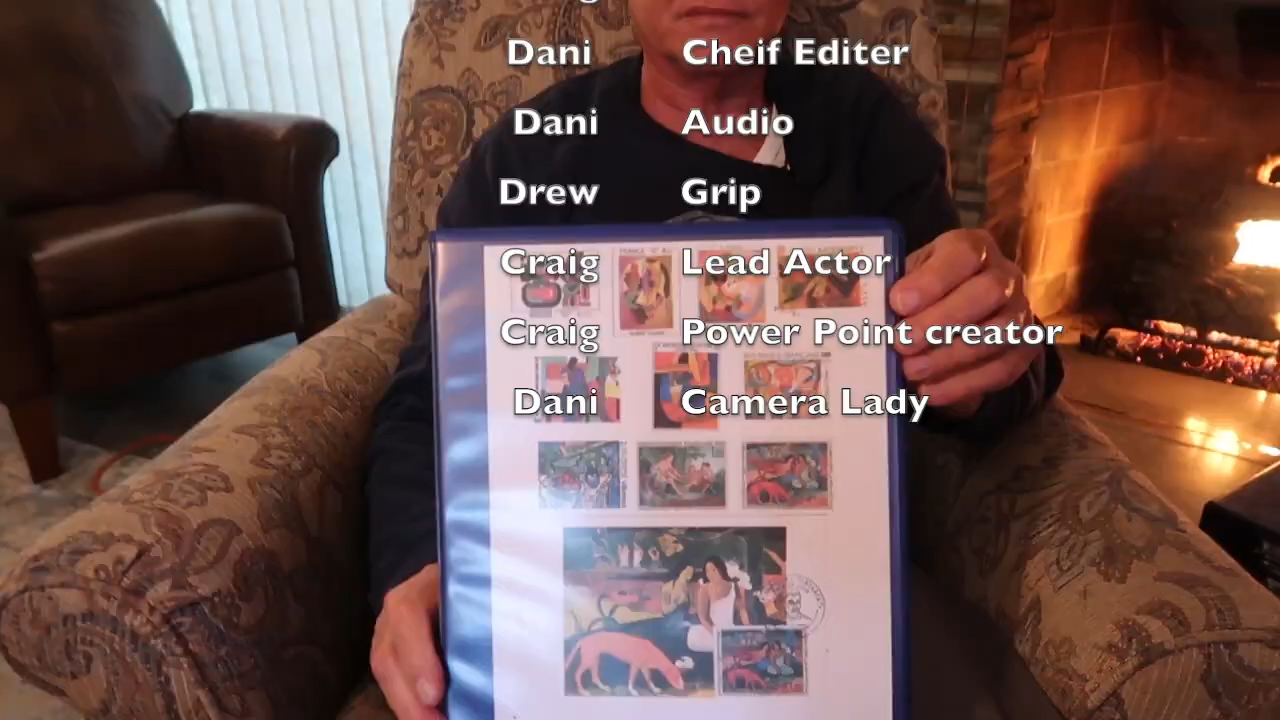 Dani Cheif Editer
Dani Audio
Drew Grip
Craig Lead Actor
Craig Power Point creator
Dani Camera Lady